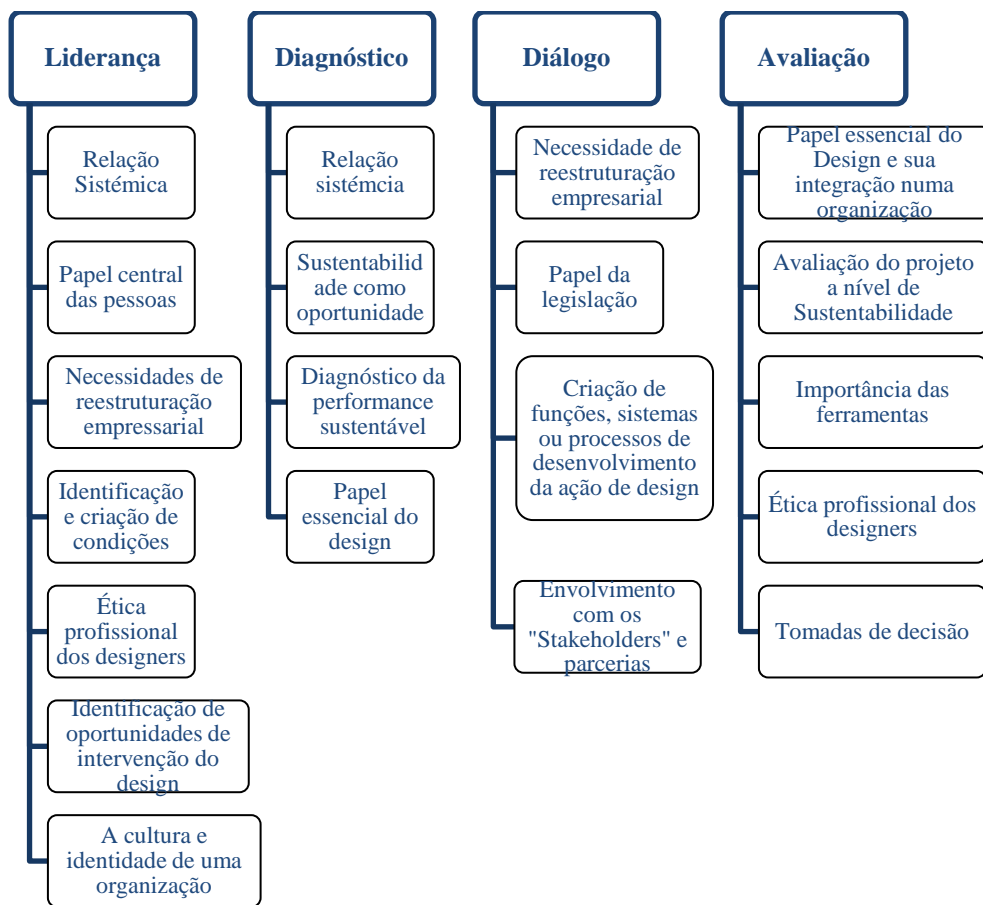 Liderança
Relação
Sistémica
Papel central
das pessoas
Necessidades de
reestruturação
empressarial
Identificação
e criação de
condições
Ética
profissional
dos designers
Identificação de
oportunidades de
intervenção do
design
A cultura e
identidade de uma
organização
Diagnóstico
Relação
sistémcia
Sustentabilid
ade como
oportunidade
Diagnóstico da
performance
sustentável
Papel
essencial do
design
Diálogo
Necessidade de
reestruturação
empresarial
Papel da
legislação
Criação de
funções, sistemas
ou processos de
desenvolvimento
da ação de design
Envolvimento
com os
"Stakeholders" e
parcerias
Avaliação
Papel essencial do
Design e sua
integração numa
organização
Avaliação do projeto
a nível de
Sustentabilidade
Importância das
ferramentas
Ética profissional dos
designers
Tomadas de decisão